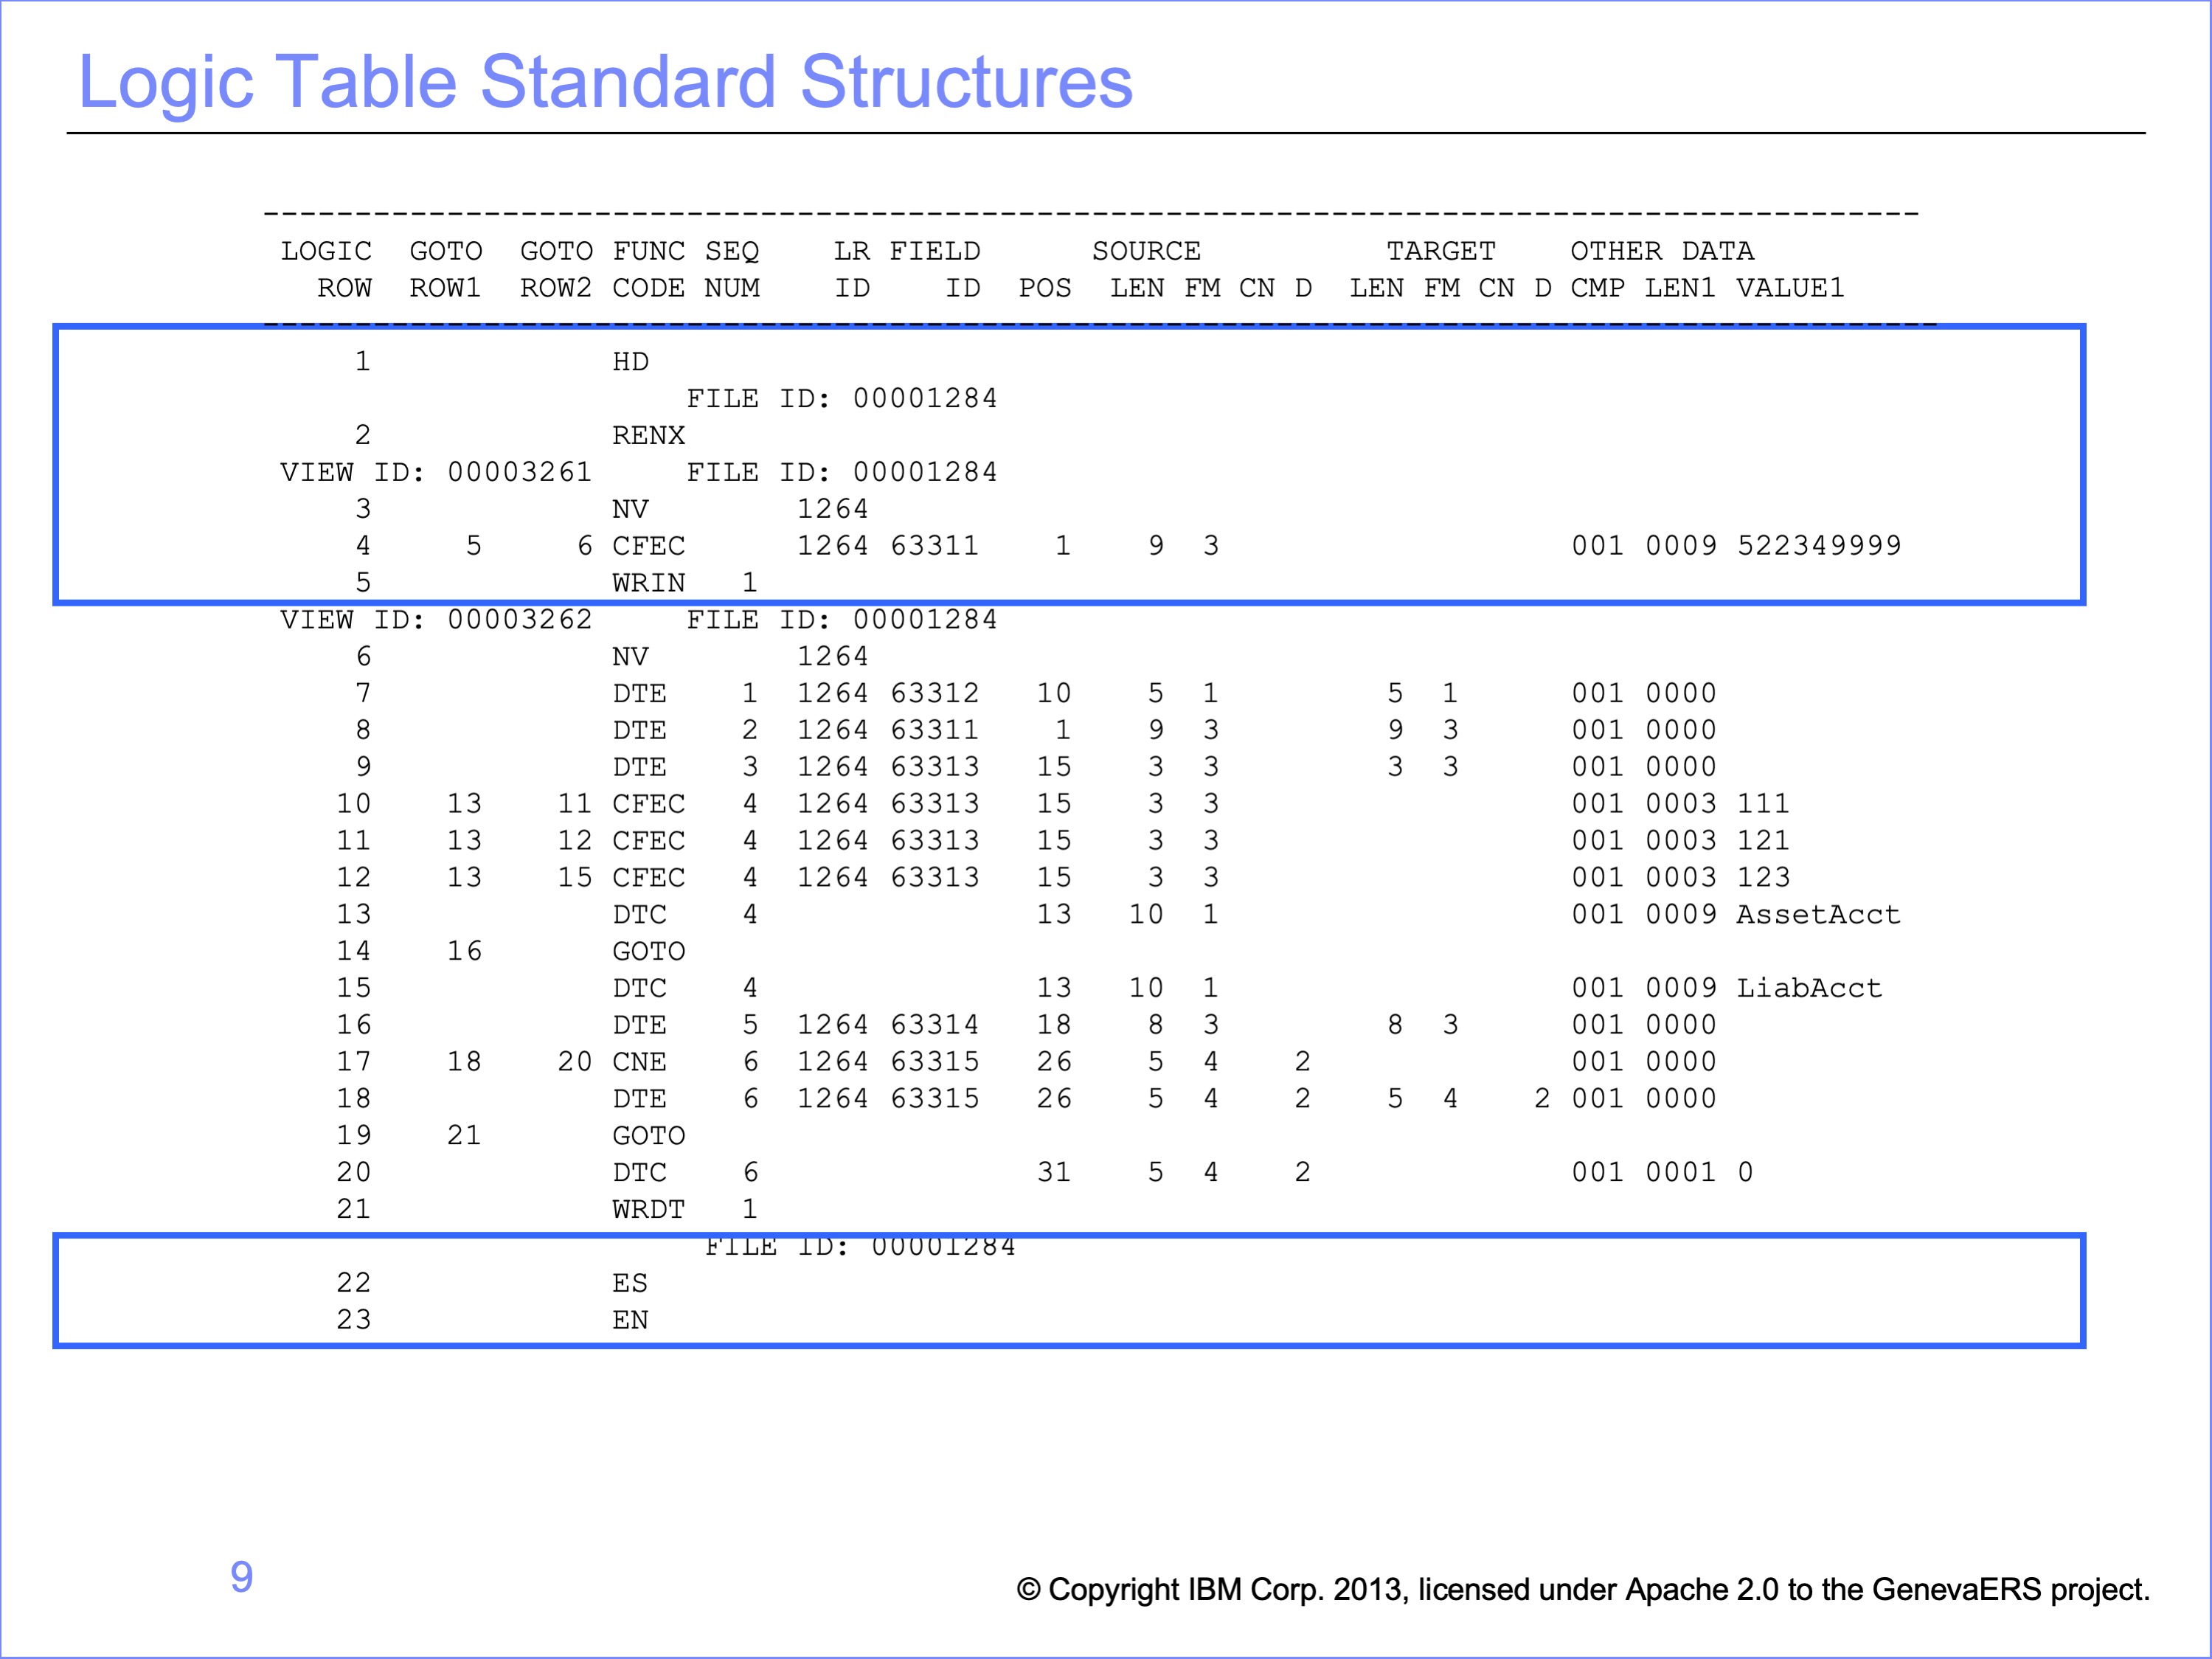 Logic Table Standard Structures
------------------------------------------------------------------------------------------
LOGIC  GOTO  GOTO FUNC SEQ    LR FIELD      SOURCE          TARGET    OTHER DATA
  ROW  ROW1  ROW2 CODE NUM    ID    ID  POS  LEN FM CN D  LEN FM CN D CMP LEN1 VALUE1
-------------------------------------------------------------------------------------------
    1             HD
                      FILE ID: 00001284
    2             RENX
VIEW ID: 00003261     FILE ID: 00001284
    3             NV        1264
    4     5     6 CFEC      1264 63311    1    9  3                   001 0009 522349999
    5             WRIN   1
VIEW ID: 00003262     FILE ID: 00001284
    6             NV        1264
    7             DTE    1  1264 63312   10    5  1         5  1      001 0000
    8             DTE    2  1264 63311    1    9  3         9  3      001 0000
    9             DTE    3  1264 63313   15    3  3         3  3      001 0000
   10    13    11 CFEC   4  1264 63313   15    3  3                   001 0003 111
   11    13    12 CFEC   4  1264 63313   15    3  3                   001 0003 121
   12    13    15 CFEC   4  1264 63313   15    3  3                   001 0003 123
   13             DTC    4               13   10  1                   001 0009 AssetAcct
   14    16       GOTO
   15             DTC    4               13   10  1                   001 0009 LiabAcct
   16             DTE    5  1264 63314   18    8  3         8  3      001 0000
   17    18    20 CNE    6  1264 63315   26    5  4    2              001 0000
   18             DTE    6  1264 63315   26    5  4    2    5  4    2 001 0000
   19    21       GOTO
   20             DTC    6               31    5  4    2              001 0001 0
   21             WRDT   1
                       FILE ID: 00001284
   22             ES
   23             EN
9
© Copyright IBM Corp. 2013, licensed under Apache 2.0 to the GenevaERS project.